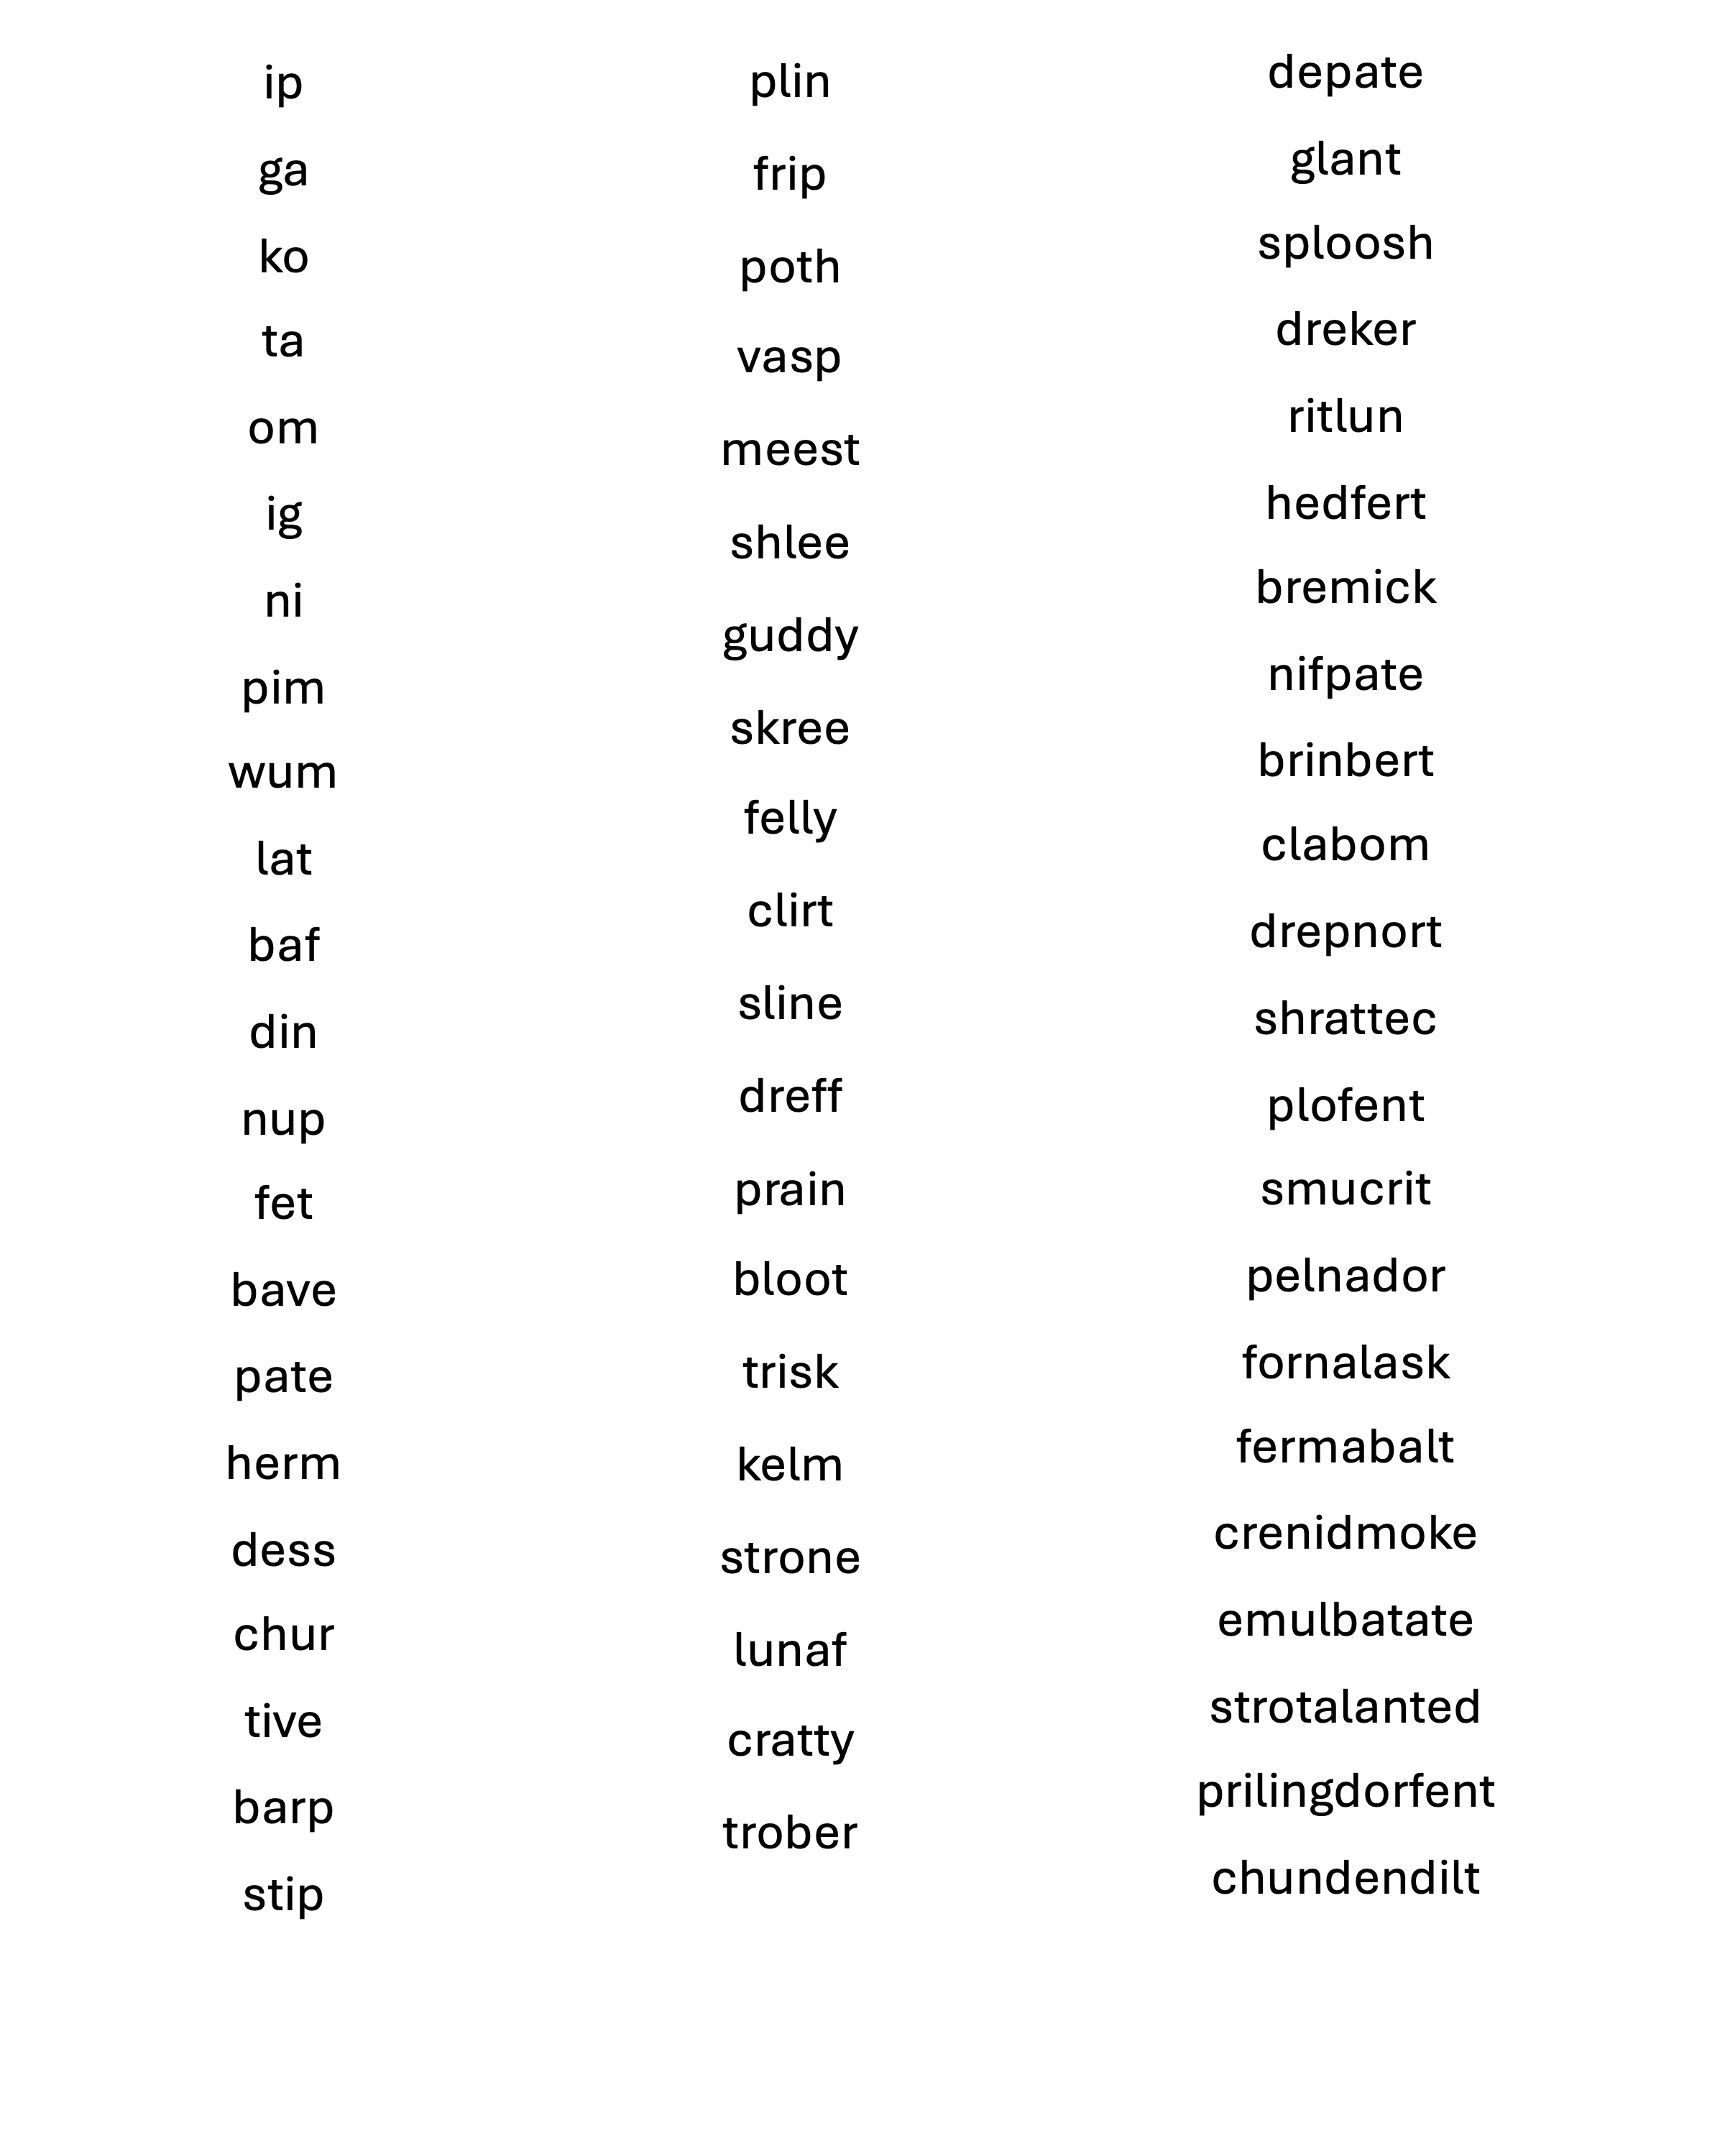 ip
ga
ko
ta
om
ig
ni
pim
wum
lat
baf
din
nup
fet
bave
pate
herm
dess
chur
tive
barp
stip
plin
frip
poth
vasp
meest
shlee
guddy
skree
felly
clirt
sline
dreff
prain
bloot
trisk
kelm
strone
lunaf
cratty
trober
depate
glant
sploosh
dreker
ritlun
hedfert
bremick
nifpate
brinbert
clabom
drepnort
shrattec
plofent
smucrit
pelnador
fornalask
fermabalt
crenidmoke
emulbatate
strotalanted
prilingdorfent
chundendilt